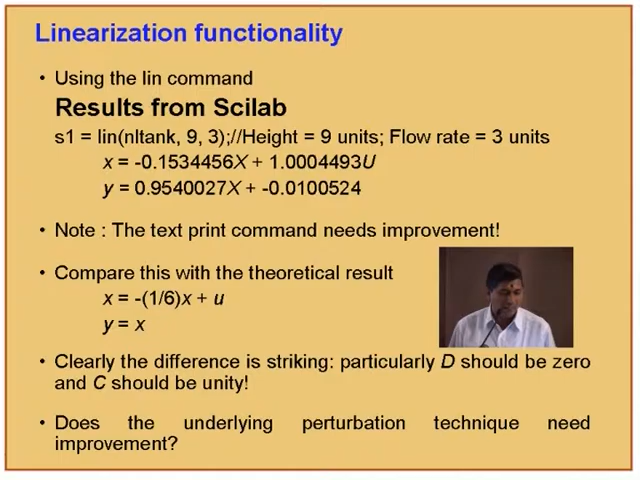 Linearization functionality
• Using the lin command
Results from Scilab
s1 = lin(nltank, 9, 3);//Height = 9 units; Flow rate = 3 units
x = -0.1534456X + 1.0004493U
y = 0.9540027X + -0.0100524
• Note : The text print command needs improvement!
• Compare this with the theoretical result
x = -(1/6)x + u
y = x
• Clearly the difference is striking: particularly D should be zero
and C should be unity!
• Does the underlying perturbation technique need
improvement?